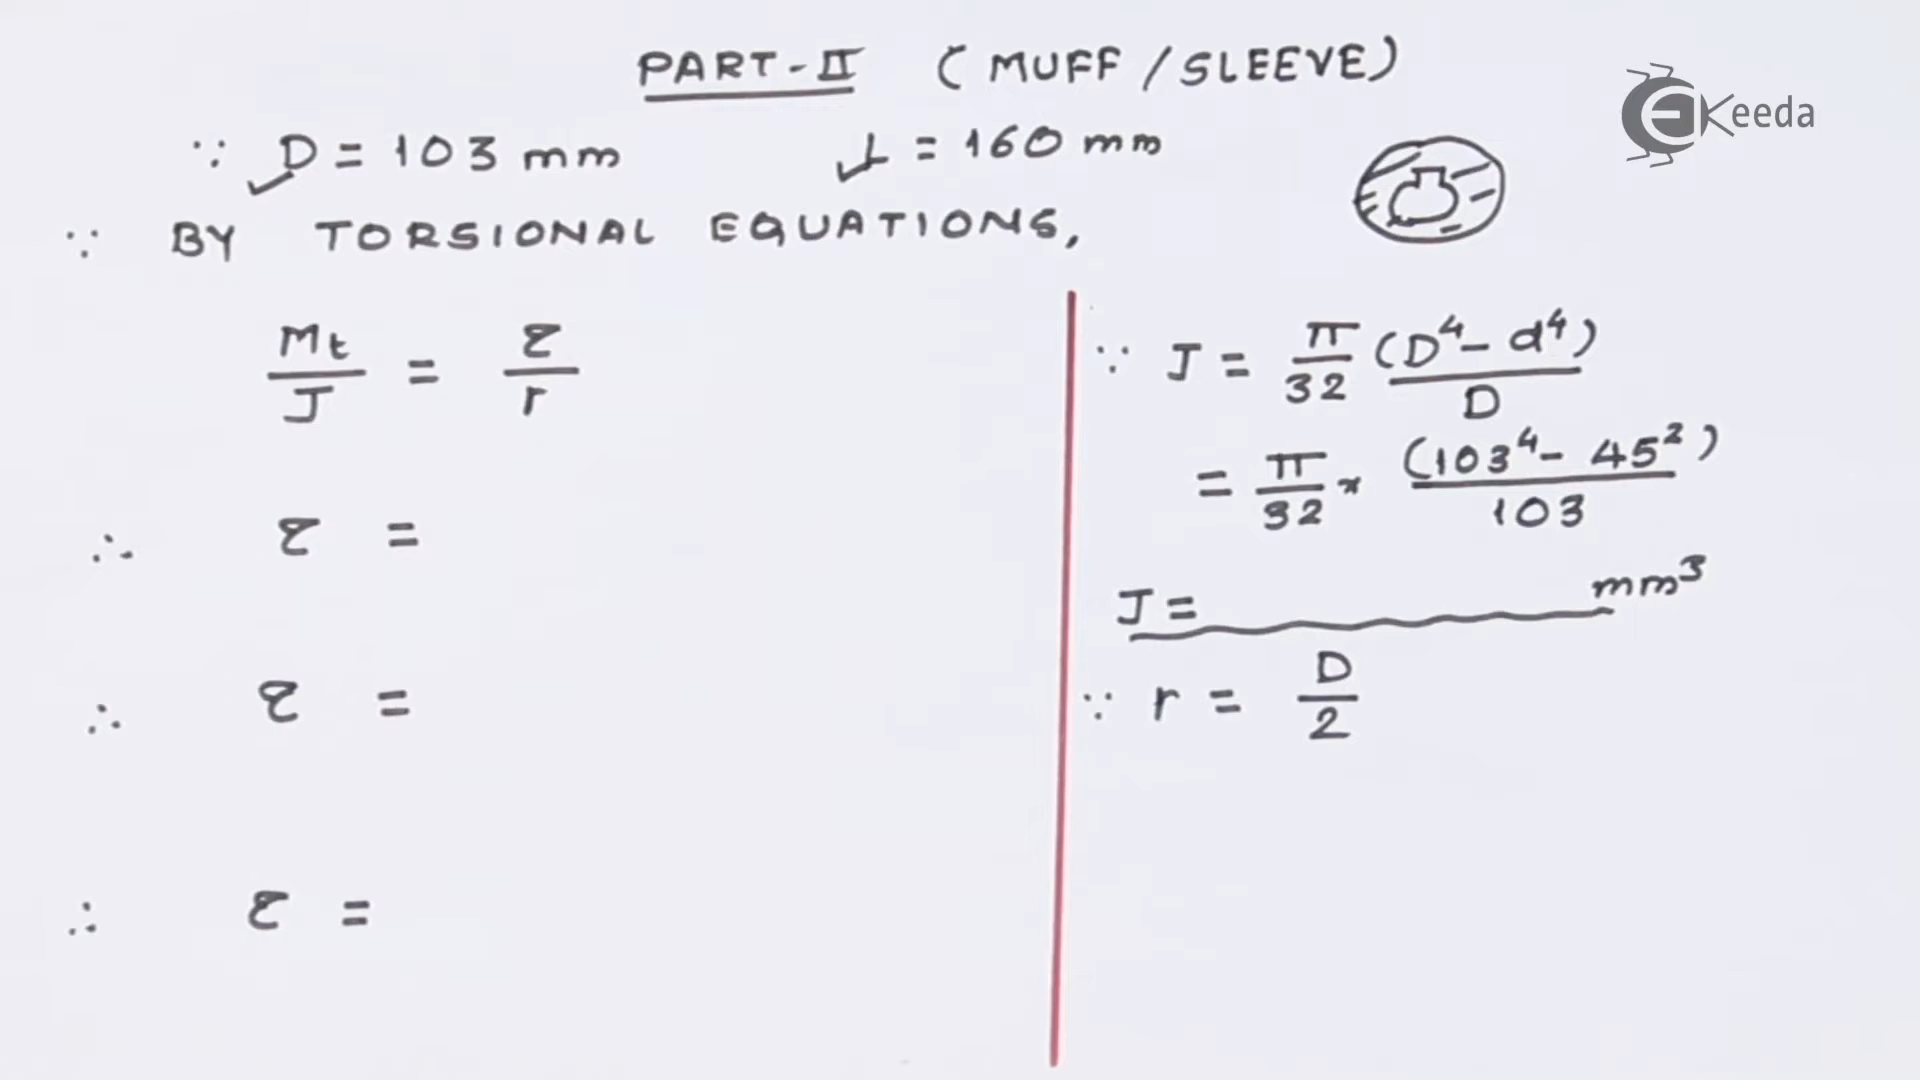 PART-II (MUFF/SLEEVE)
Keeda
∵ D = 103 mm L = 160 mm
∵ BY TORSIONAL EQUATIONS,
Mt/J = τ/r
∴ τ =
∴ τ =
∴ τ =
∵ J = π/32 (D⁴ - d⁴)/D
= π/32 × (103⁴ - 45²)/103
J = mm³
∵ r = D/2